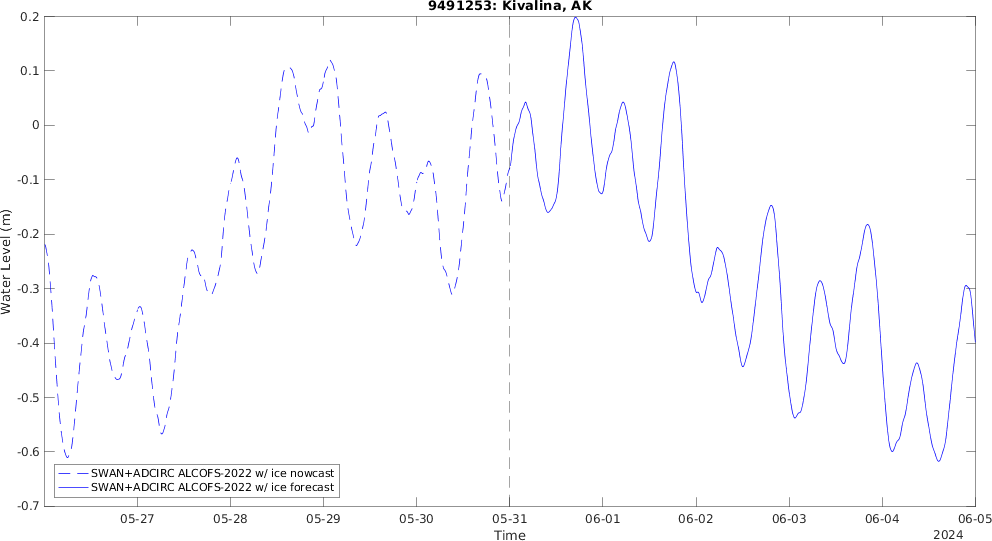 9491253: Kivalina, AK
0.2
0.1
0
-0.1
-0.2
-0.3
-0.4
-0.5
-0.6
-0.7
Water Level (m)
SWAN+ADCIRC ALCOFS-2022 w/ ice nowcast
SWAN+ADCIRC ALCOFS-2022 w/ ice forecast
05-27 05-28 05-29 05-30 05-31 06-01 06-02 06-03 06-04 06-05
Time
2024